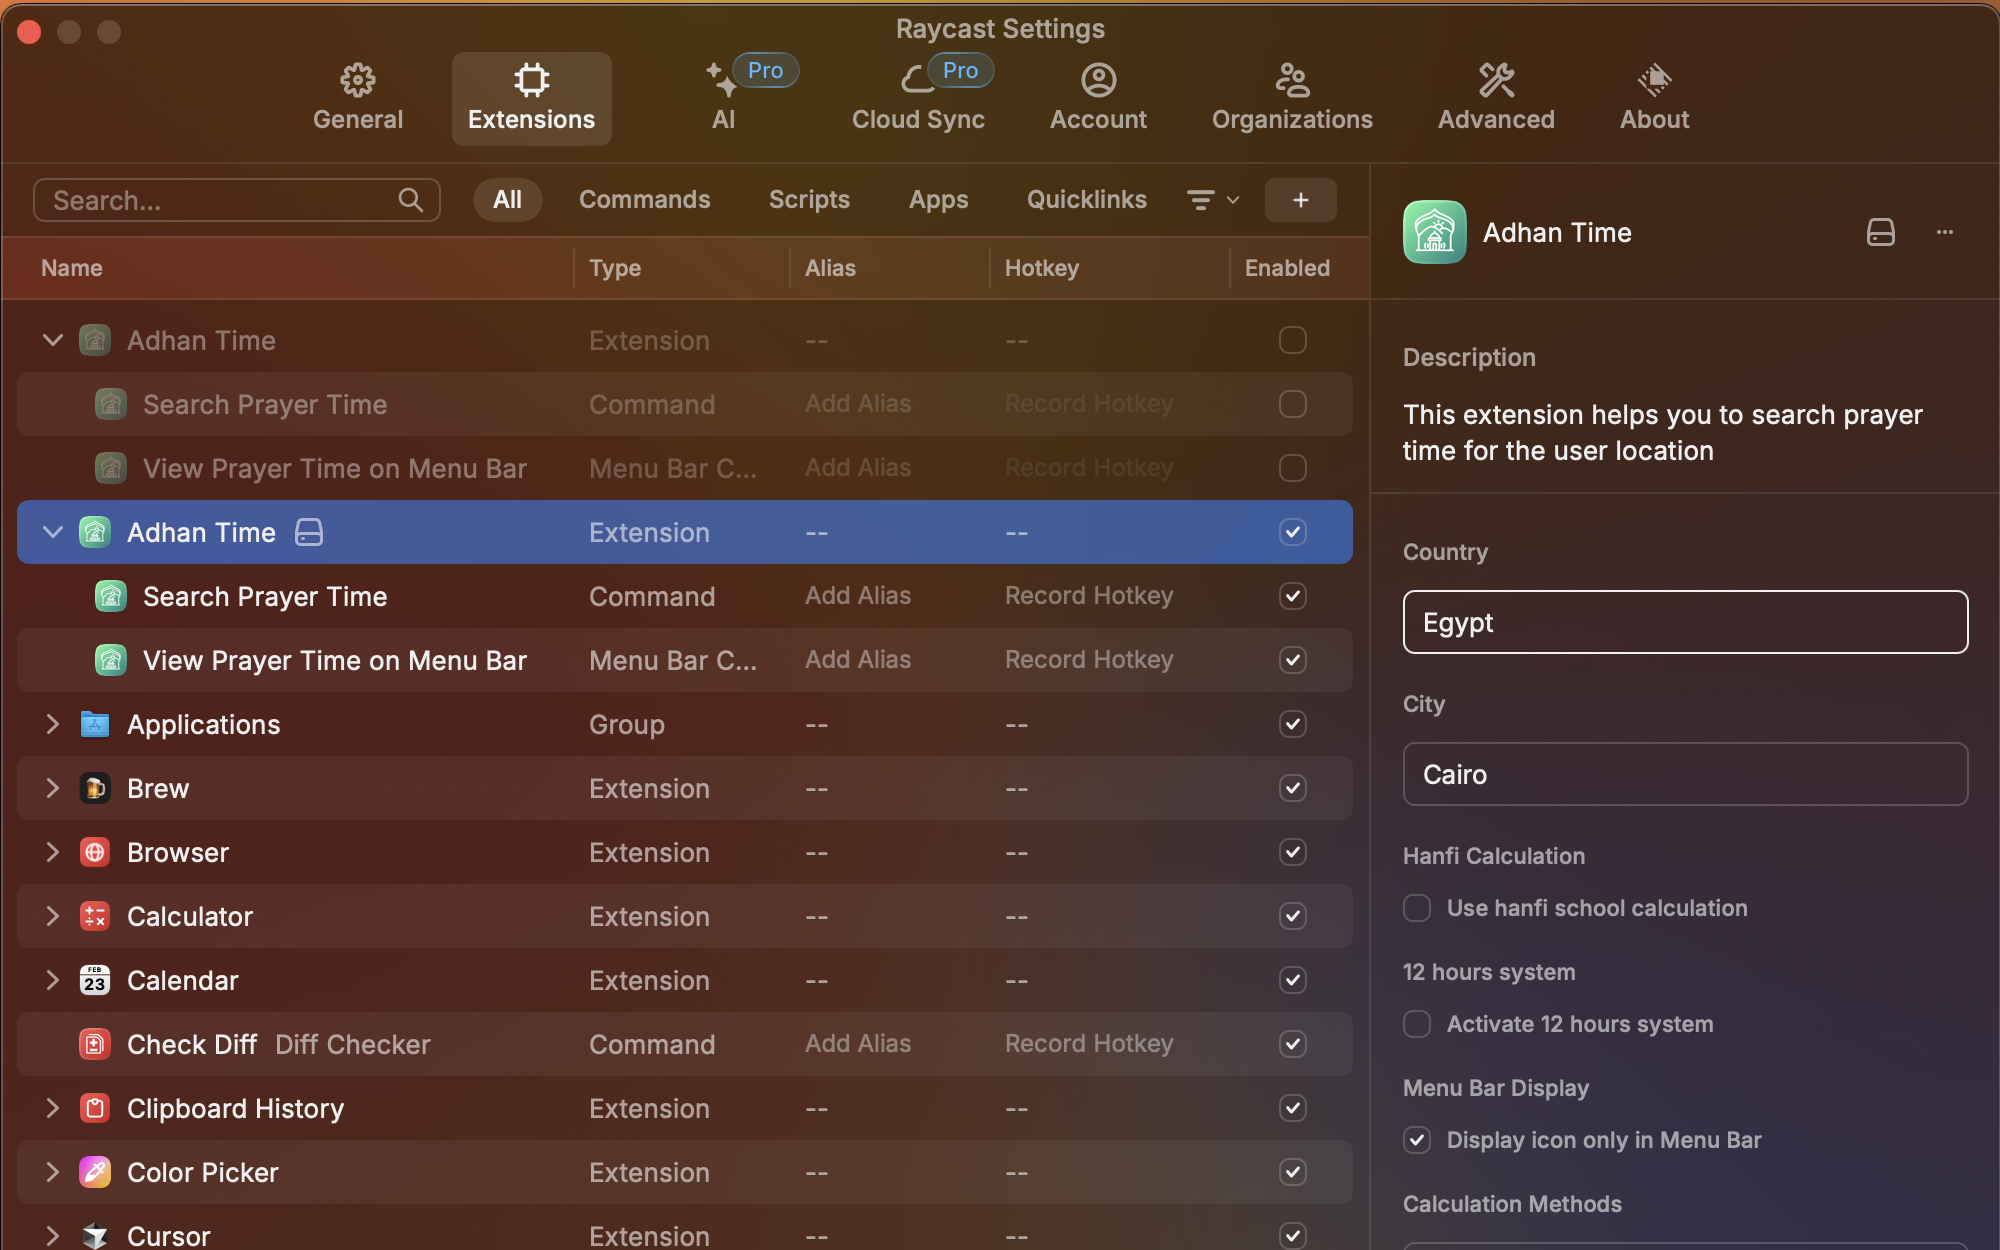 Raycast Settings
General
Extensions
AI
Pro
Cloud Sync
Pro
Account
Organizations
Advanced
About
Search...
All Commands Scripts Apps Quicklinks +
Name Type Alias Hotkey Enabled
Adhan Time Extension -- --
Search Prayer Time Command Add Alias Record Hotkey
View Prayer Time on Menu Bar Menu Bar C... Add Alias Record Hotkey
Adhan Time Extension -- --
Search Prayer Time Command Add Alias Record Hotkey
View Prayer Time on Menu Bar Menu Bar C... Add Alias Record Hotkey
Applications Group -- --
Brew Extension -- --
Browser Extension -- --
Calculator Extension -- --
FEB
23
Calendar Extension -- --
Check Diff Diff Checker Command Add Alias Record Hotkey
Clipboard History Extension -- --
Color Picker Extension -- --
Cursor Extension -- --
Adhan Time
Description
This extension helps you to search prayer
time for the user location
Country
Egypt
City
Cairo
Hanfi Calculation
Use hanfi school calculation
12 hours system
Activate 12 hours system
Menu Bar Display
Display icon only in Menu Bar
Calculation Methods